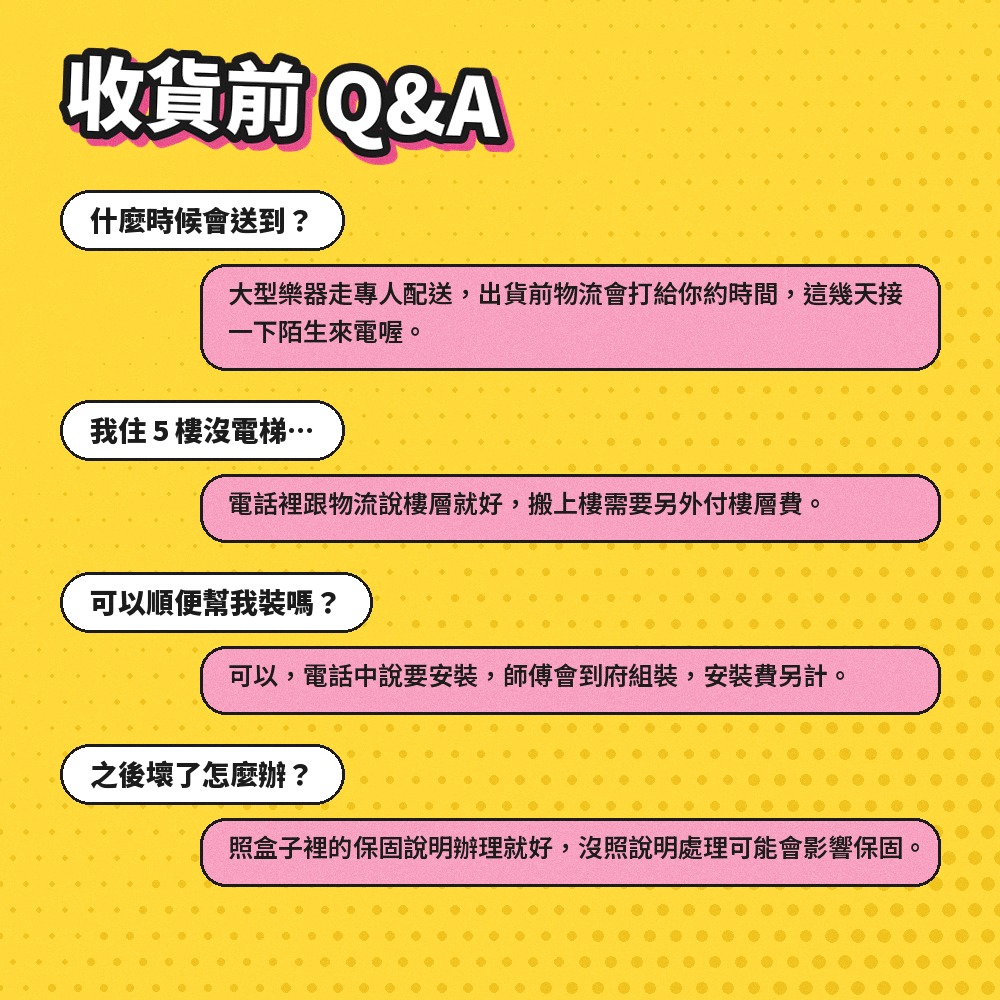 收貨前 Q&A
什麼時候會送到？
大型樂器走專人配送，出貨前物流會打給你約時間，這幾天接
一下陌生來電喔。
我住 5 樓沒電梯⋯
電話裡跟物流說樓層就好，搬上樓需要另外付樓層費。
可以順便幫我裝嗎？
可以，電話中說要安裝，師傅會到府組裝，安裝費另計。
之後壞了怎麼辦？
照盒子裡的保固說明辦理就好，沒照說明處理可能會影響保固。